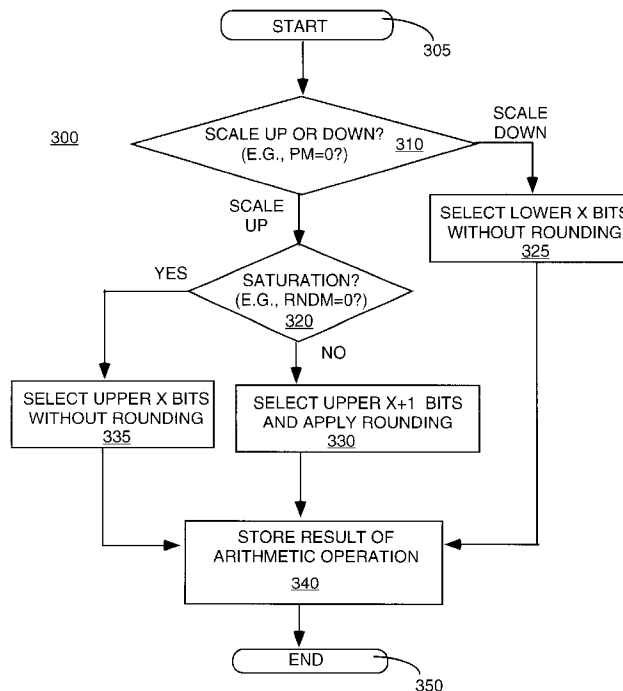 START
305
300
SCALE UP OR DOWN?
(E.G., PM=0?)
310
SCALE
DOWN
SCALE
UP
SELECT LOWER X BITS
WITHOUT ROUNDING
325
YES
SATURATION?
(E.G., RNDM=0?)
320
NO
SELECT UPPER X BITS
WITHOUT ROUNDING
335
SELECT UPPER X+1 BITS
AND APPLY ROUNDING
330
STORE RESULT OF
ARITHMETIC OPERATION
340
END
350